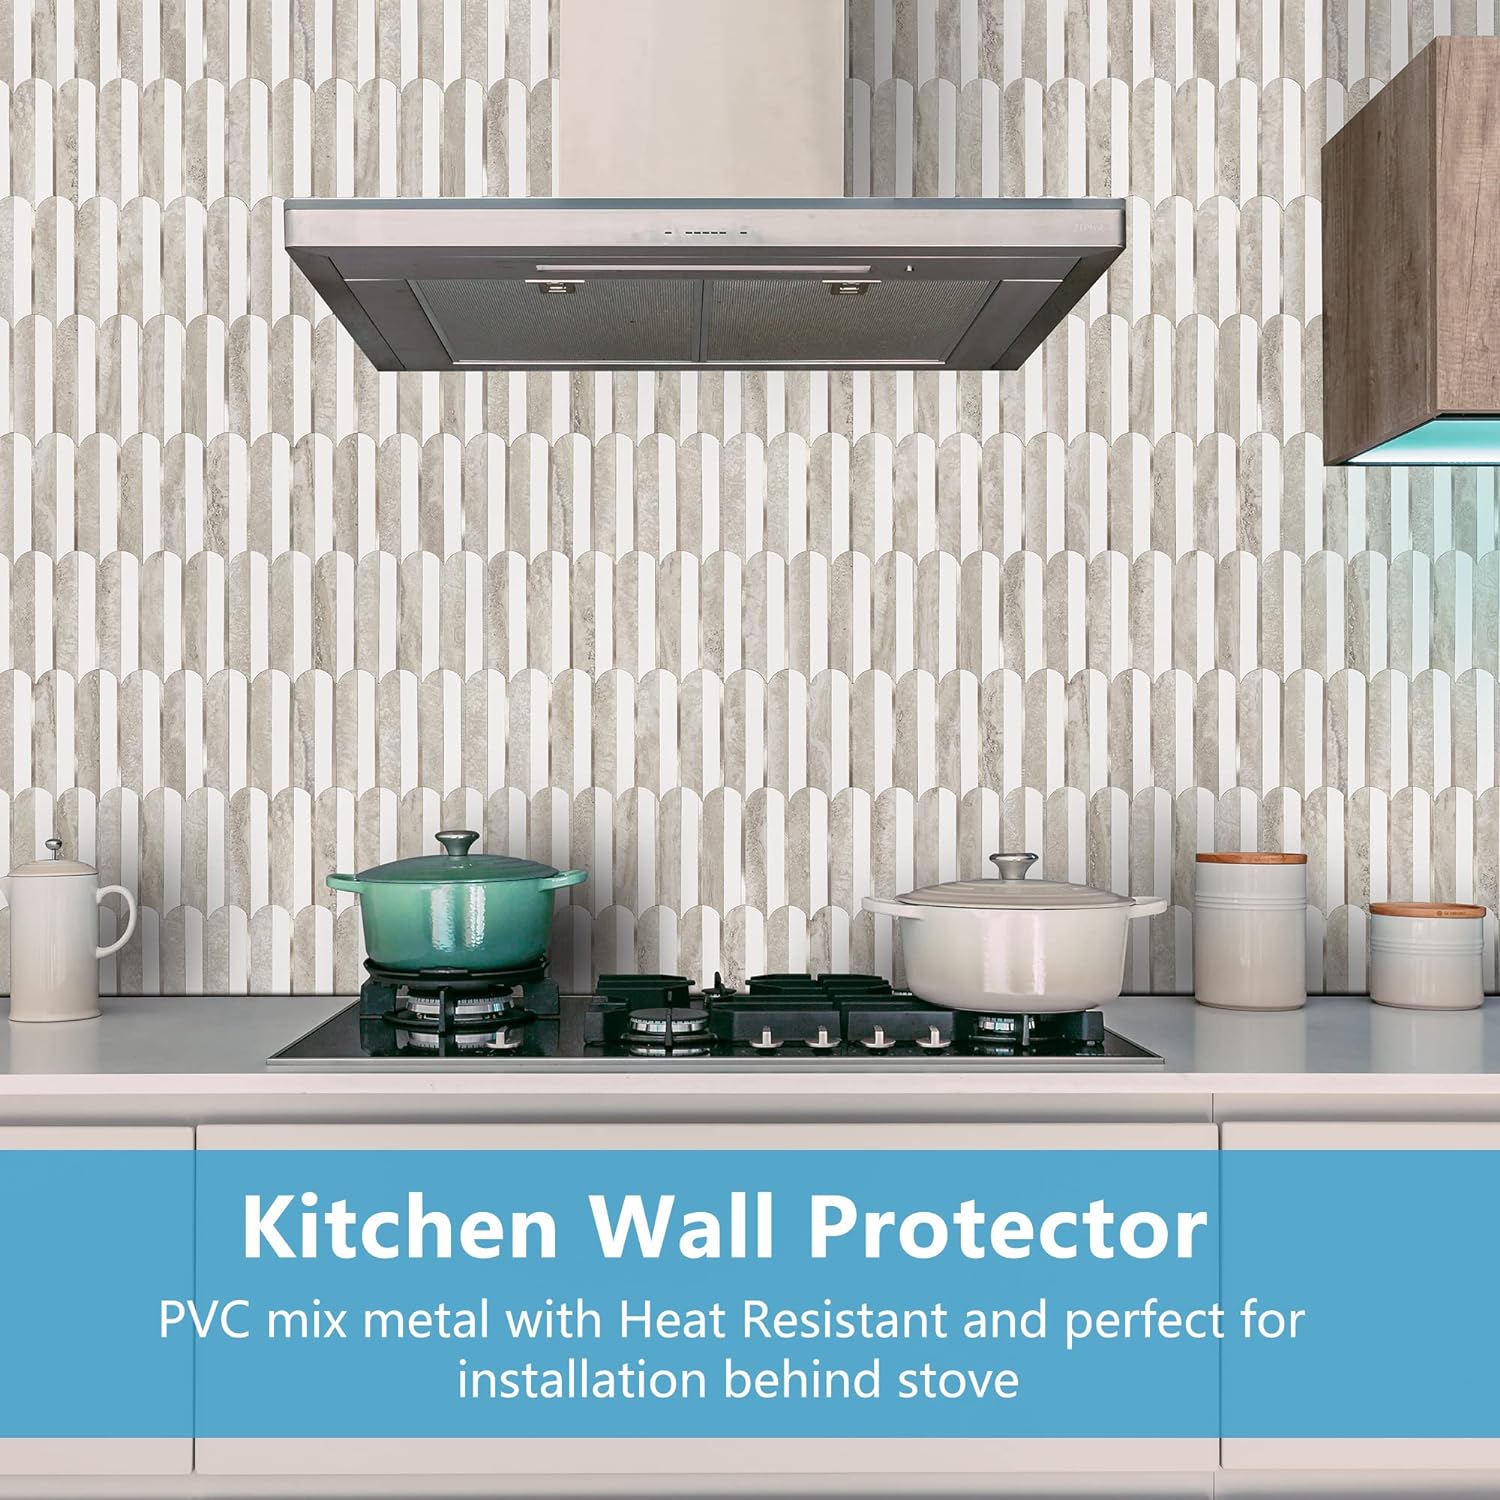 Kitchen Wall Protector
PVC mix metal with Heat Resistant and perfect for
installation behind stove